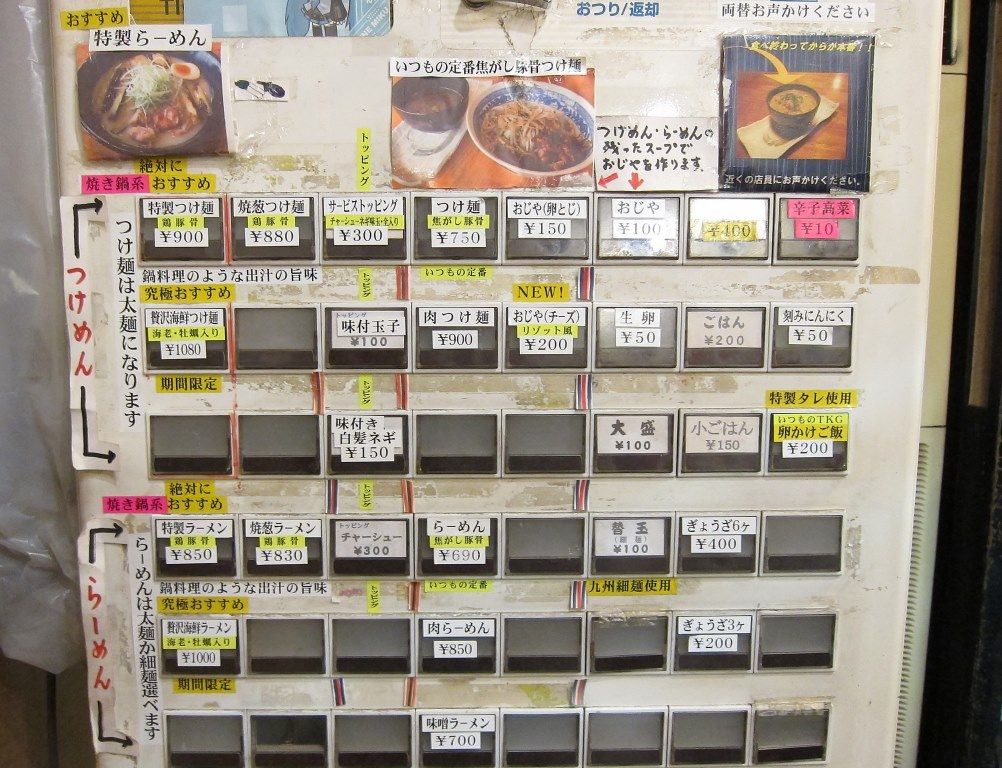 おすすめ
特製らーめん
おつり/返却
両替お声かけください
いつもの定番焦がし豚骨つけ麺
つけめん・らーめんの
残ったスープで
おじやを作ります
食べ終わってからが本番!!
近くの店員にお声かけください。
トッピング
絶対に
焼き鍋系 おすすめ
つけめん
つけ麺は太麺になります
特製つけ麺
鶏豚骨
¥900
焼葱つけ麺
鶏豚骨
¥880
サービストッピング
チャーシューネギ味玉・全入り
¥300
つけ麺
焦がし豚骨
¥750
おじや(卵とじ)
¥150
おじや
¥100
¥400
辛子高菜
¥10
鍋料理のような出汁の旨味
究極おすすめ
トッピング
いつもの定番
NEW!
贅沢海鮮つけ麺
海老・牡蠣入り
¥1080
トッピング
味付玉子
¥100
肉つけ麺
¥900
おじや(チーズ)
リゾット風
¥200
生卵
¥50
ごはん
¥200
刻みにんにく
¥50
期間限定
トッピング
特製タレ使用
味付き
白髪ネギ
¥150
大盛
¥100
小ごはん
¥150
いつものTKG
卵かけご飯
¥200
絶対に
焼き鍋系 おすすめ
トッピング
らーめん
らーめんは太麺か細麺選べます
特製ラーメン
鶏豚骨
¥850
焼葱ラーメン
鶏豚骨
¥830
トッピング
チャーシュー
¥300
らーめん
焦がし豚骨
¥690
替玉
(細麺)
¥100
ぎょうざ6ヶ
¥400
鍋料理のような出汁の旨味
究極おすすめ
トッピング
いつもの定番
九州細麺使用
贅沢海鮮ラーメン
海老・牡蠣入り
¥1000
肉らーめん
¥850
ぎょうざ3ヶ
¥200
期間限定
味噌ラーメン
¥700